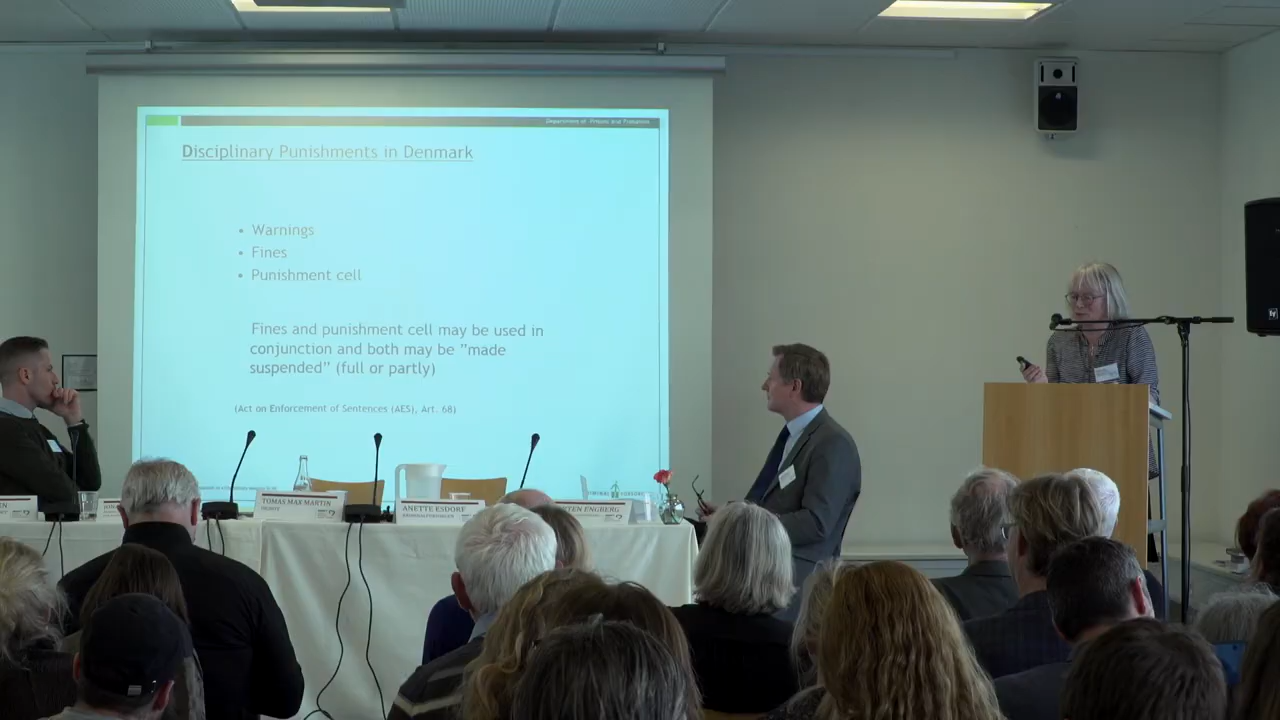 Department of Prisons and Probation
Disciplinary Punishments in Denmark
• Warnings
• Fines
• Punishment cell
Fines and punishment cell may be used in
conjunction and both may be "made
suspended" (full or partly)
(Act on Enforcement of Sentences (AES), Art. 68)
TOMAS MAX MARTIN
DIGNITY
ANETTE ESDORF
ENGBERG